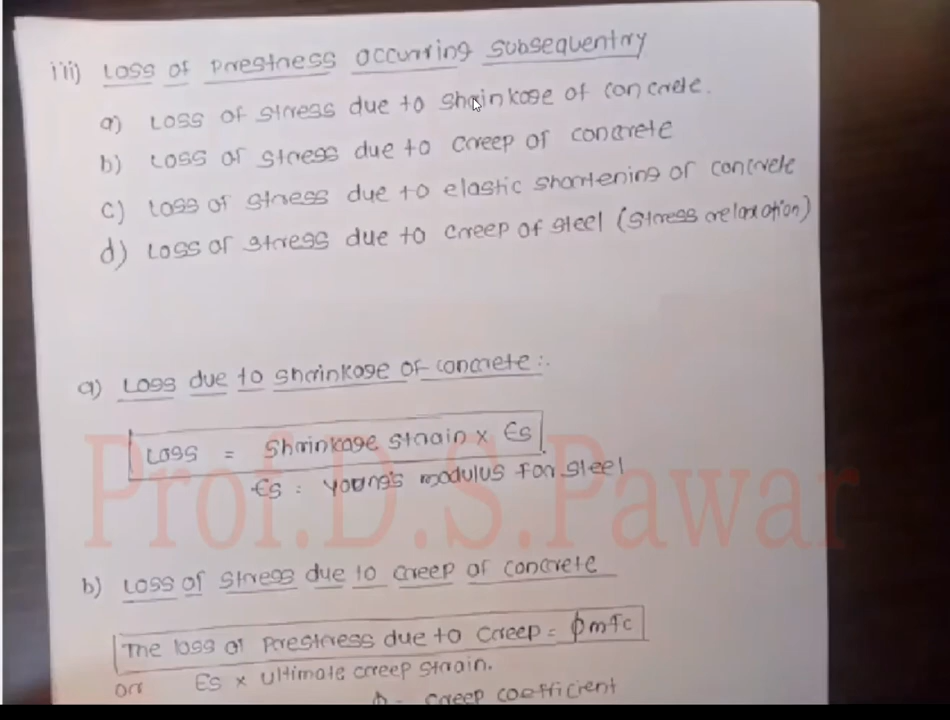 iii) Loss of Prestress occurring subsequently
a) Loss of stress due to shrinkage of concrete.
b) Loss of stress due to creep of concrete
c) Loss of stress due to elastic shortening of concrete
d) Loss of stress due to creep of steel (stress relaxation)
a) Loss due to shrinkage of concrete :-
Loss = Shrinkage strain x Es
Es = young's modulus for steel
Prof.D.S.Pawar
b) Loss of stress due to creep of concrete
The loss of Prestress due to creep = ϕmfc
or Es x ultimate creep strain.
ϕ - creep coefficient